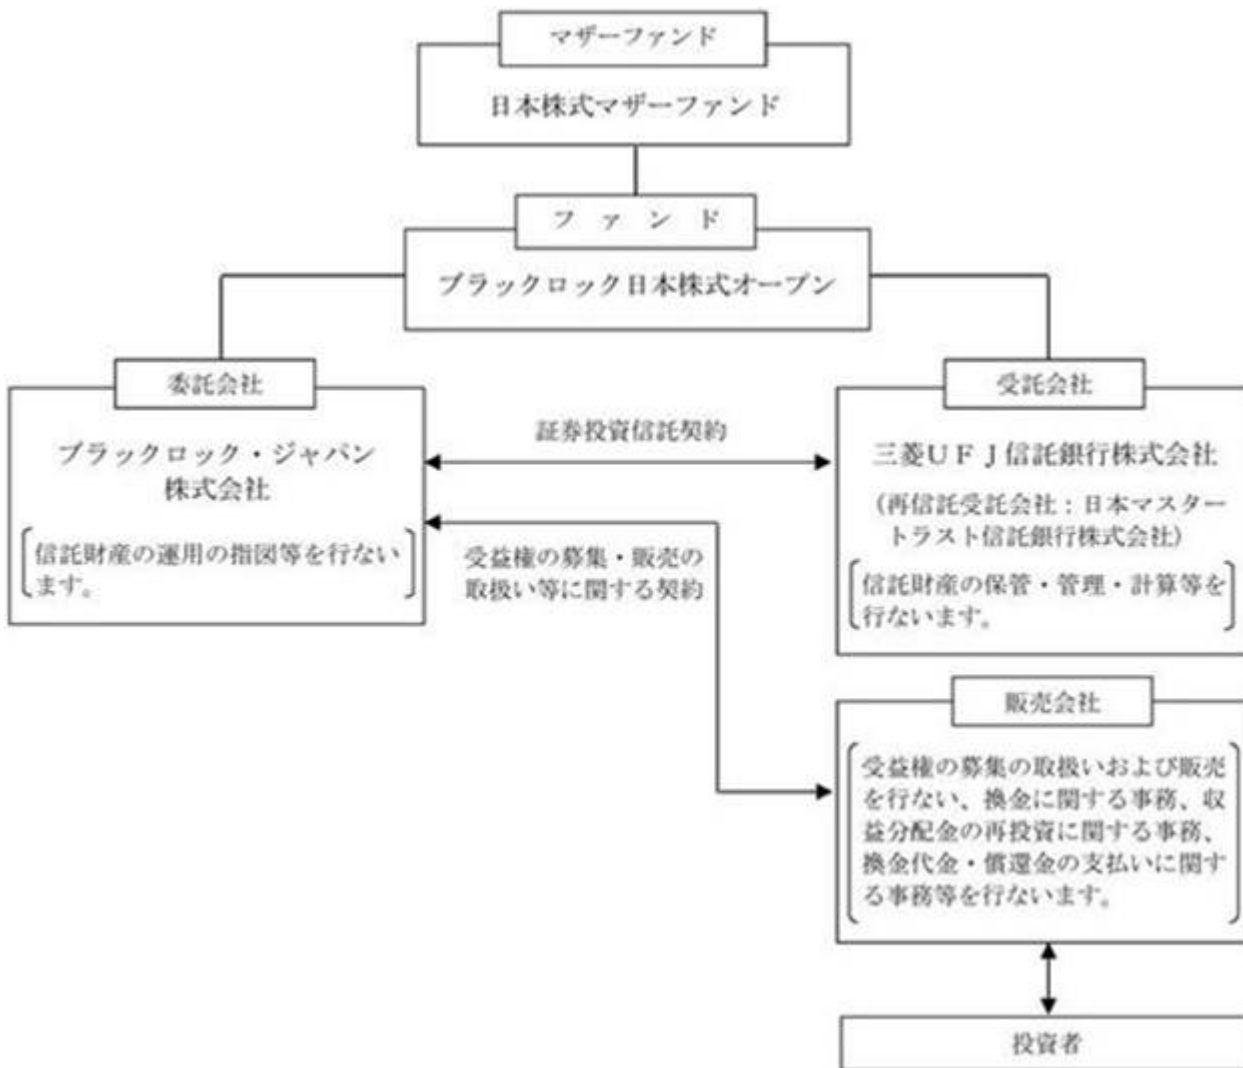 マザーファンド
日本株式マザーファンド
ファンド
ブラックロック日本株式オープン
委託会社
ブラックロック・ジャパン
株式会社
信託財産の運用の指図等を行ない
ます。
証券投資信託契約
受益権の募集・販売の
取扱い等に関する契約
受託会社
三菱UFJ信託銀行株式会社
(再信託受託会社：日本マスター
トラスト信託銀行株式会社)
信託財産の保管・管理・計算等を
行ないます。
販売会社
受益権の募集の取扱いおよび販売
を行ない、換金に関する事務、収
益分配金の再投資に関する事務、
換金代金・償還金の支払いに関す
る事務等を行ないます。
投資者